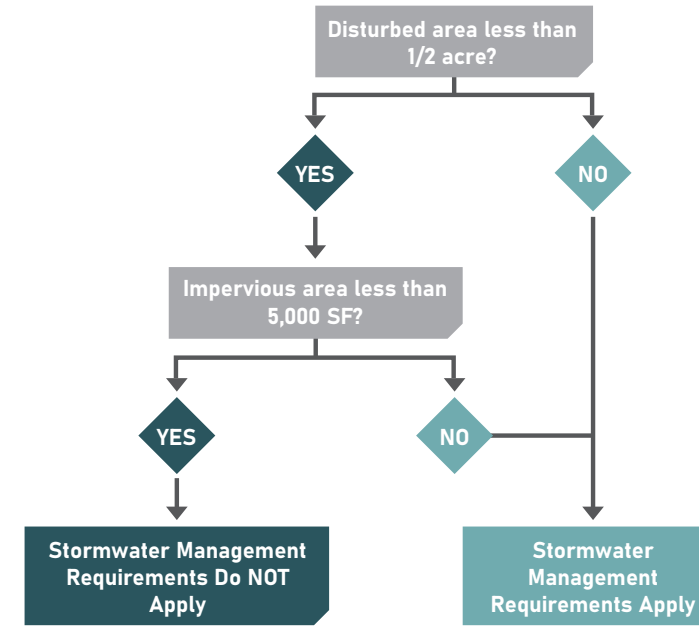 Disturbed area less than
1/2 acre?
YES
NO
Impervious area less than
5,000 SF?
YES
NO
Stormwater Management
Requirements Do NOT
Apply
Stormwater
Management
Requirements Apply